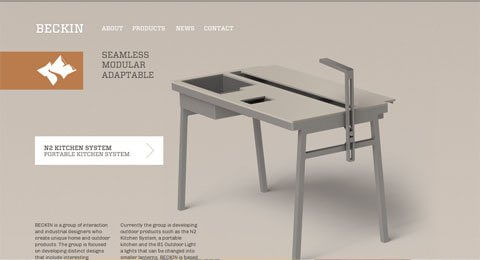 BECKIN
ABOUT PRODUCTS NEWS CONTACT
SEAMLESS
MODULAR
ADAPTABLE
N2 KITCHEN SYSTEM
PORTABLE KITCHEN SYSTEM
BECKIN is a group of interaction
and industrial designers who
create unique home and outdoor
products. The group is focused
on developing distinct designs
that include interesting
Currently the group is developing
outdoor products such as the N2
Kitchen System, a portable
kitchen and the B1 Outdoor Light
a lights that can be changed into
smaller lanterns. BECKIN is based